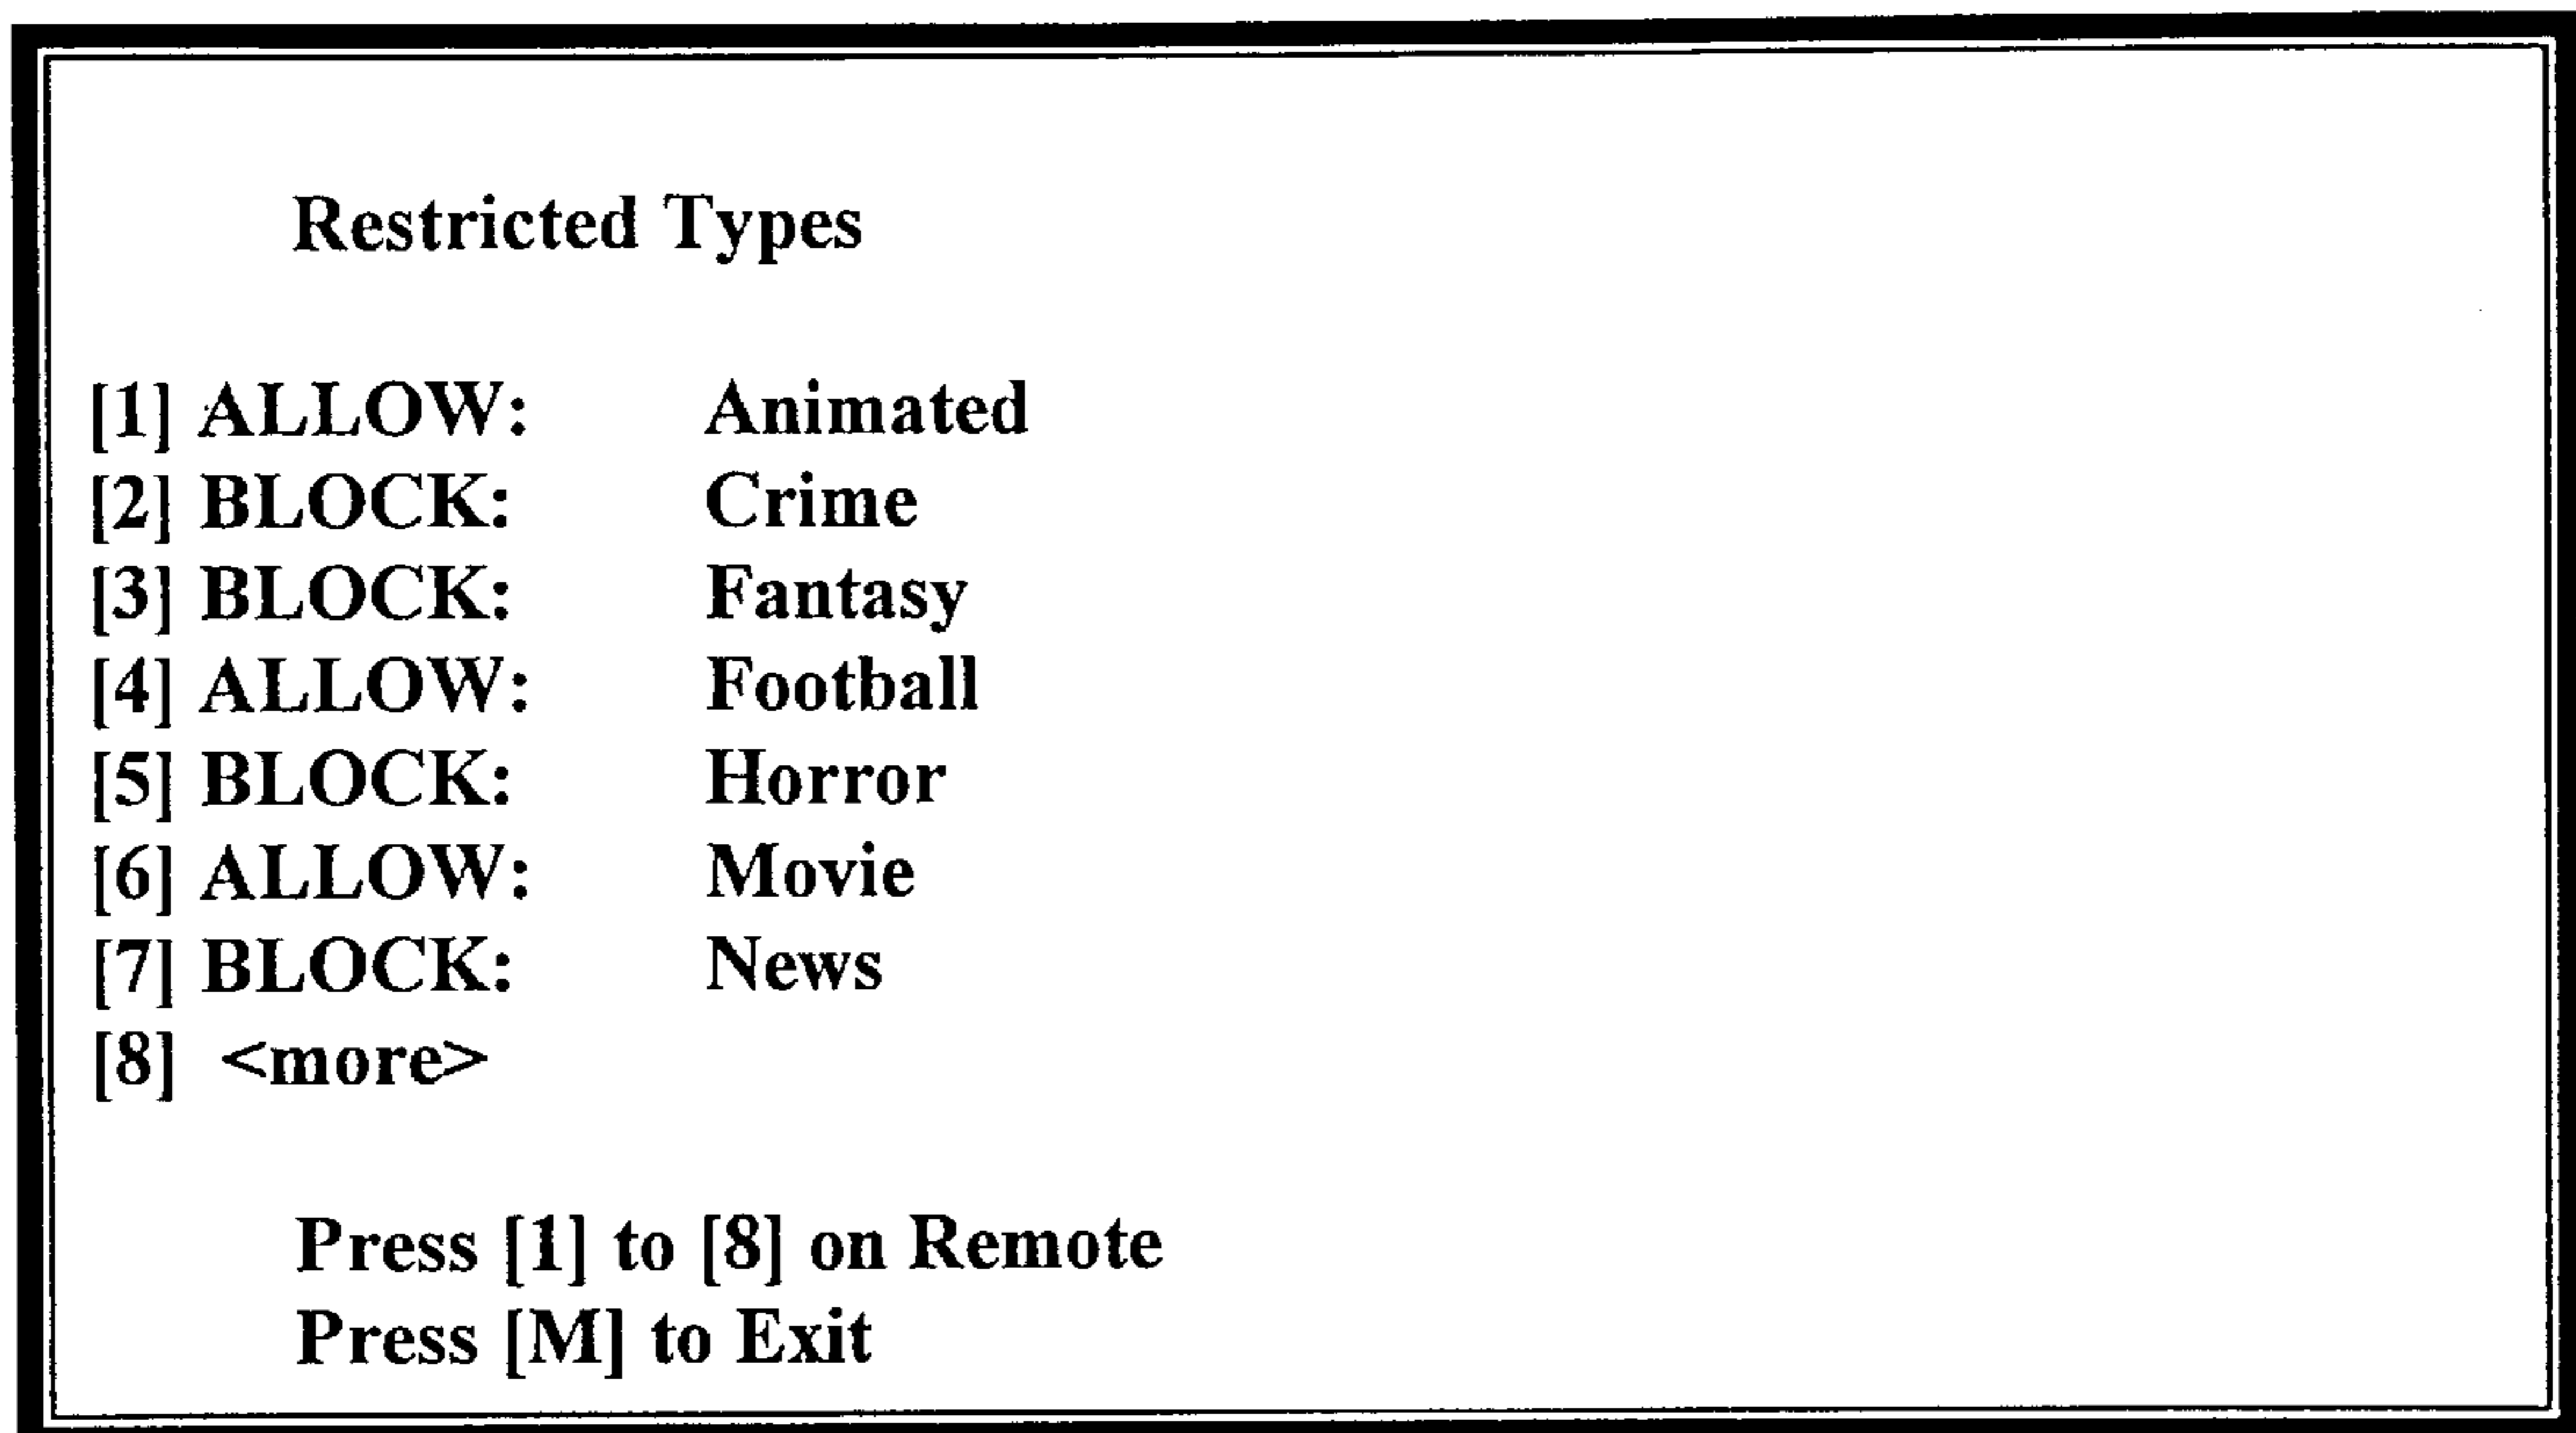 Restricted Types
[1] ALLOW: Animated
[2] BLOCK: Crime
[3] BLOCK: Fantasy
[4] ALLOW: Football
[5] BLOCK: Horror
[6] ALLOW: Movie
[7] BLOCK: News
[8] <more>
Press [1] to [8] on Remote
Press [M] to Exit